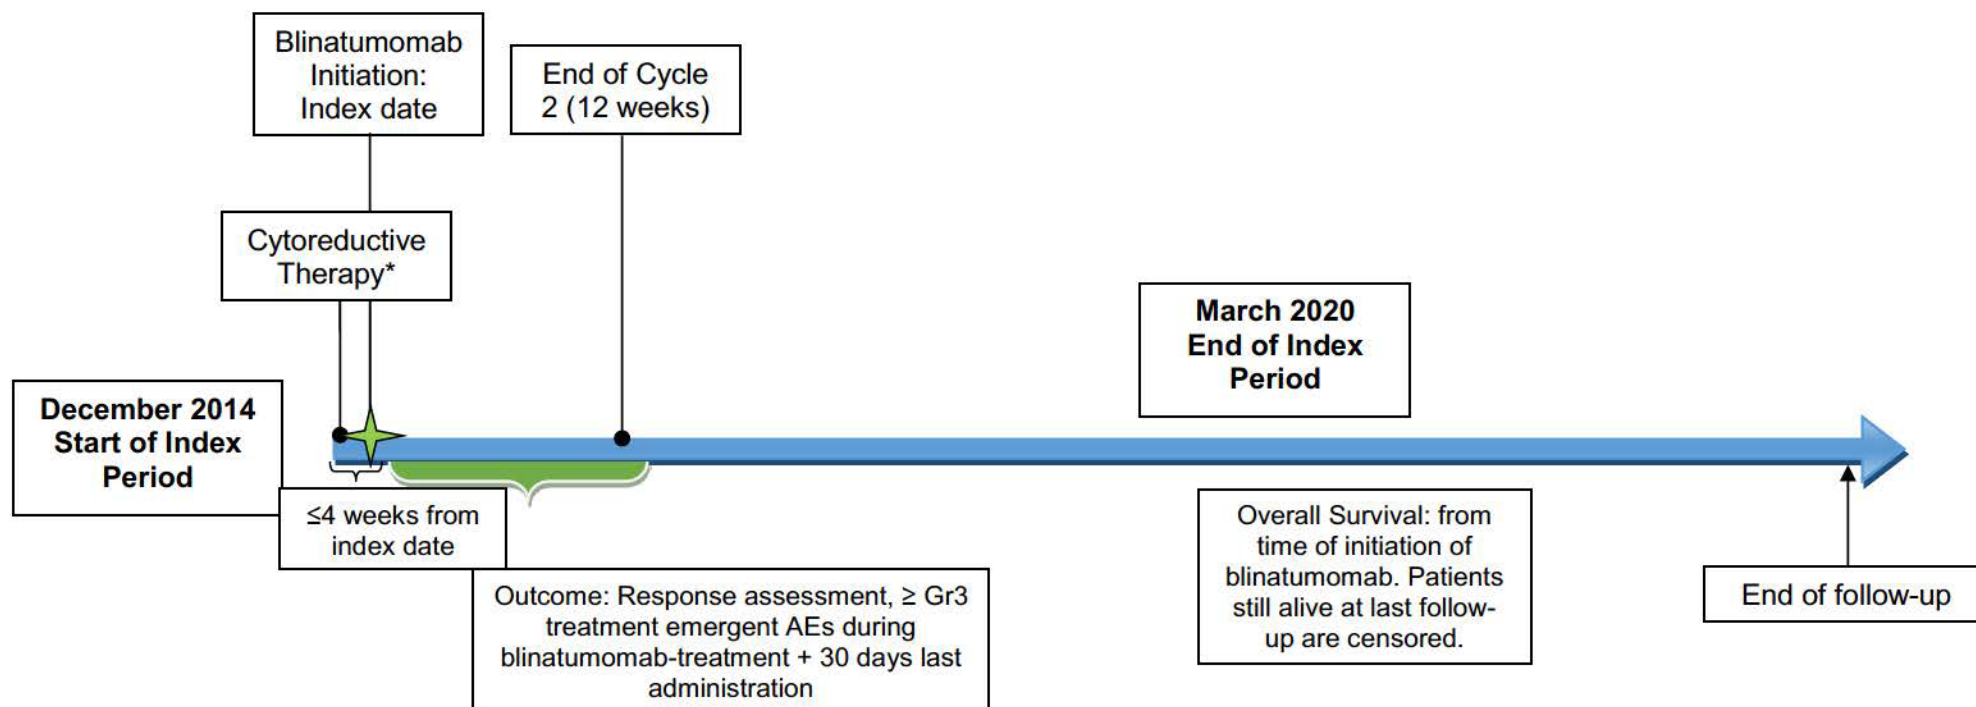 Blinatumomab
Initiation:
Index date
End of Cycle
2 (12 weeks)
Cytoreductive
Therapy*
March 2020
End of Index
Period
December 2014
Start of Index
Period
≤4 weeks from
index date
Overall Survival: from
time of initiation of
blinatumomab. Patients
still alive at last follow-
up are censored.
End of follow-up
Outcome: Response assessment, ≥ Gr3
treatment emergent AEs during
blinatumomab-treatment + 30 days last
administration